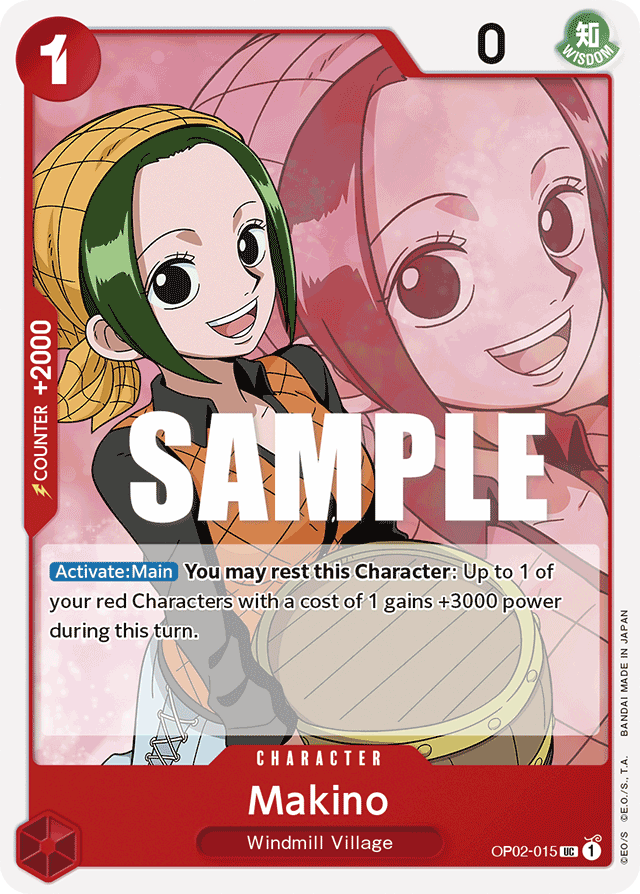 1
0
知
WISDOM
COUNTER +2000
SAMPLE
Activate:Main You may rest this Character: Up to 1 of
your red Characters with a cost of 1 gains +3000 power
during this turn.
CHARACTER
Makino
Windmill Village
OP02-015 UC 1
©EO/S ©E.O./S., T.A. BANDAI MADE IN JAPAN